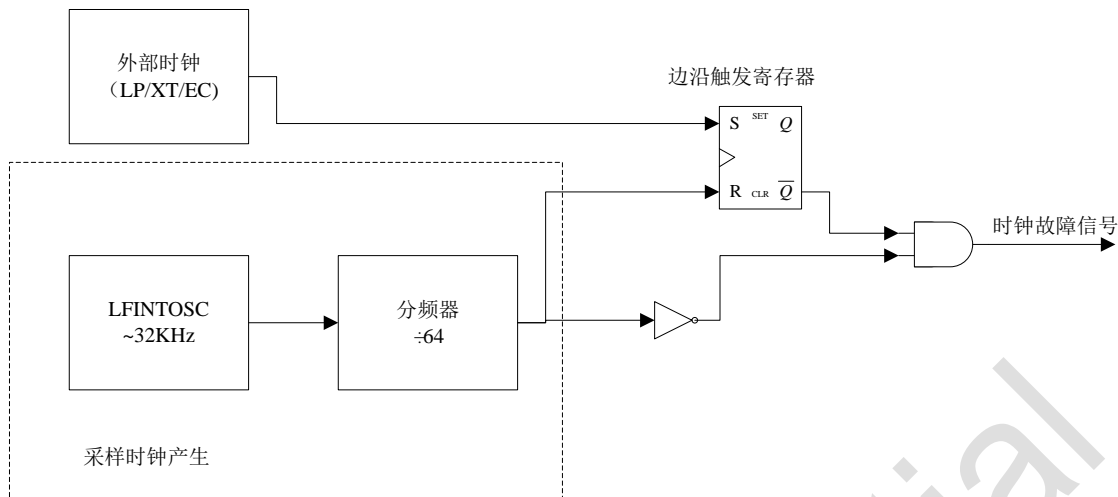 外部时钟
（LP/XT/EC)
边沿触发寄存器
S SET Q
R CLR Q
时钟故障信号
LFINTOSC
~32KHz
分频器
÷64
采样时钟产生
ial